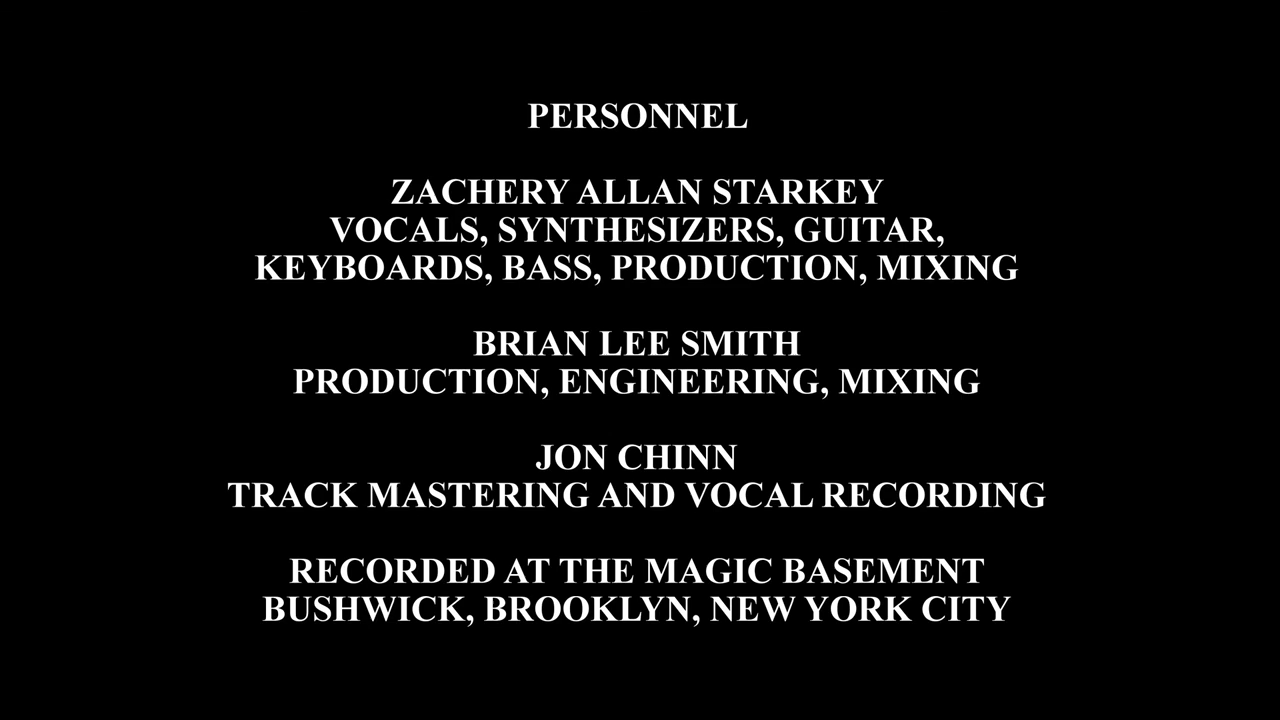 PERSONNEL
ZACHERY ALLAN STARKEY
VOCALS, SYNTHESIZERS, GUITAR,
KEYBOARDS, BASS, PRODUCTION, MIXING
BRIAN LEE SMITH
PRODUCTION, ENGINEERING, MIXING
JON CHINN
TRACK MASTERING AND VOCAL RECORDING
RECORDED AT THE MAGIC BASEMENT
BUSHWICK, BROOKLYN, NEW YORK CITY